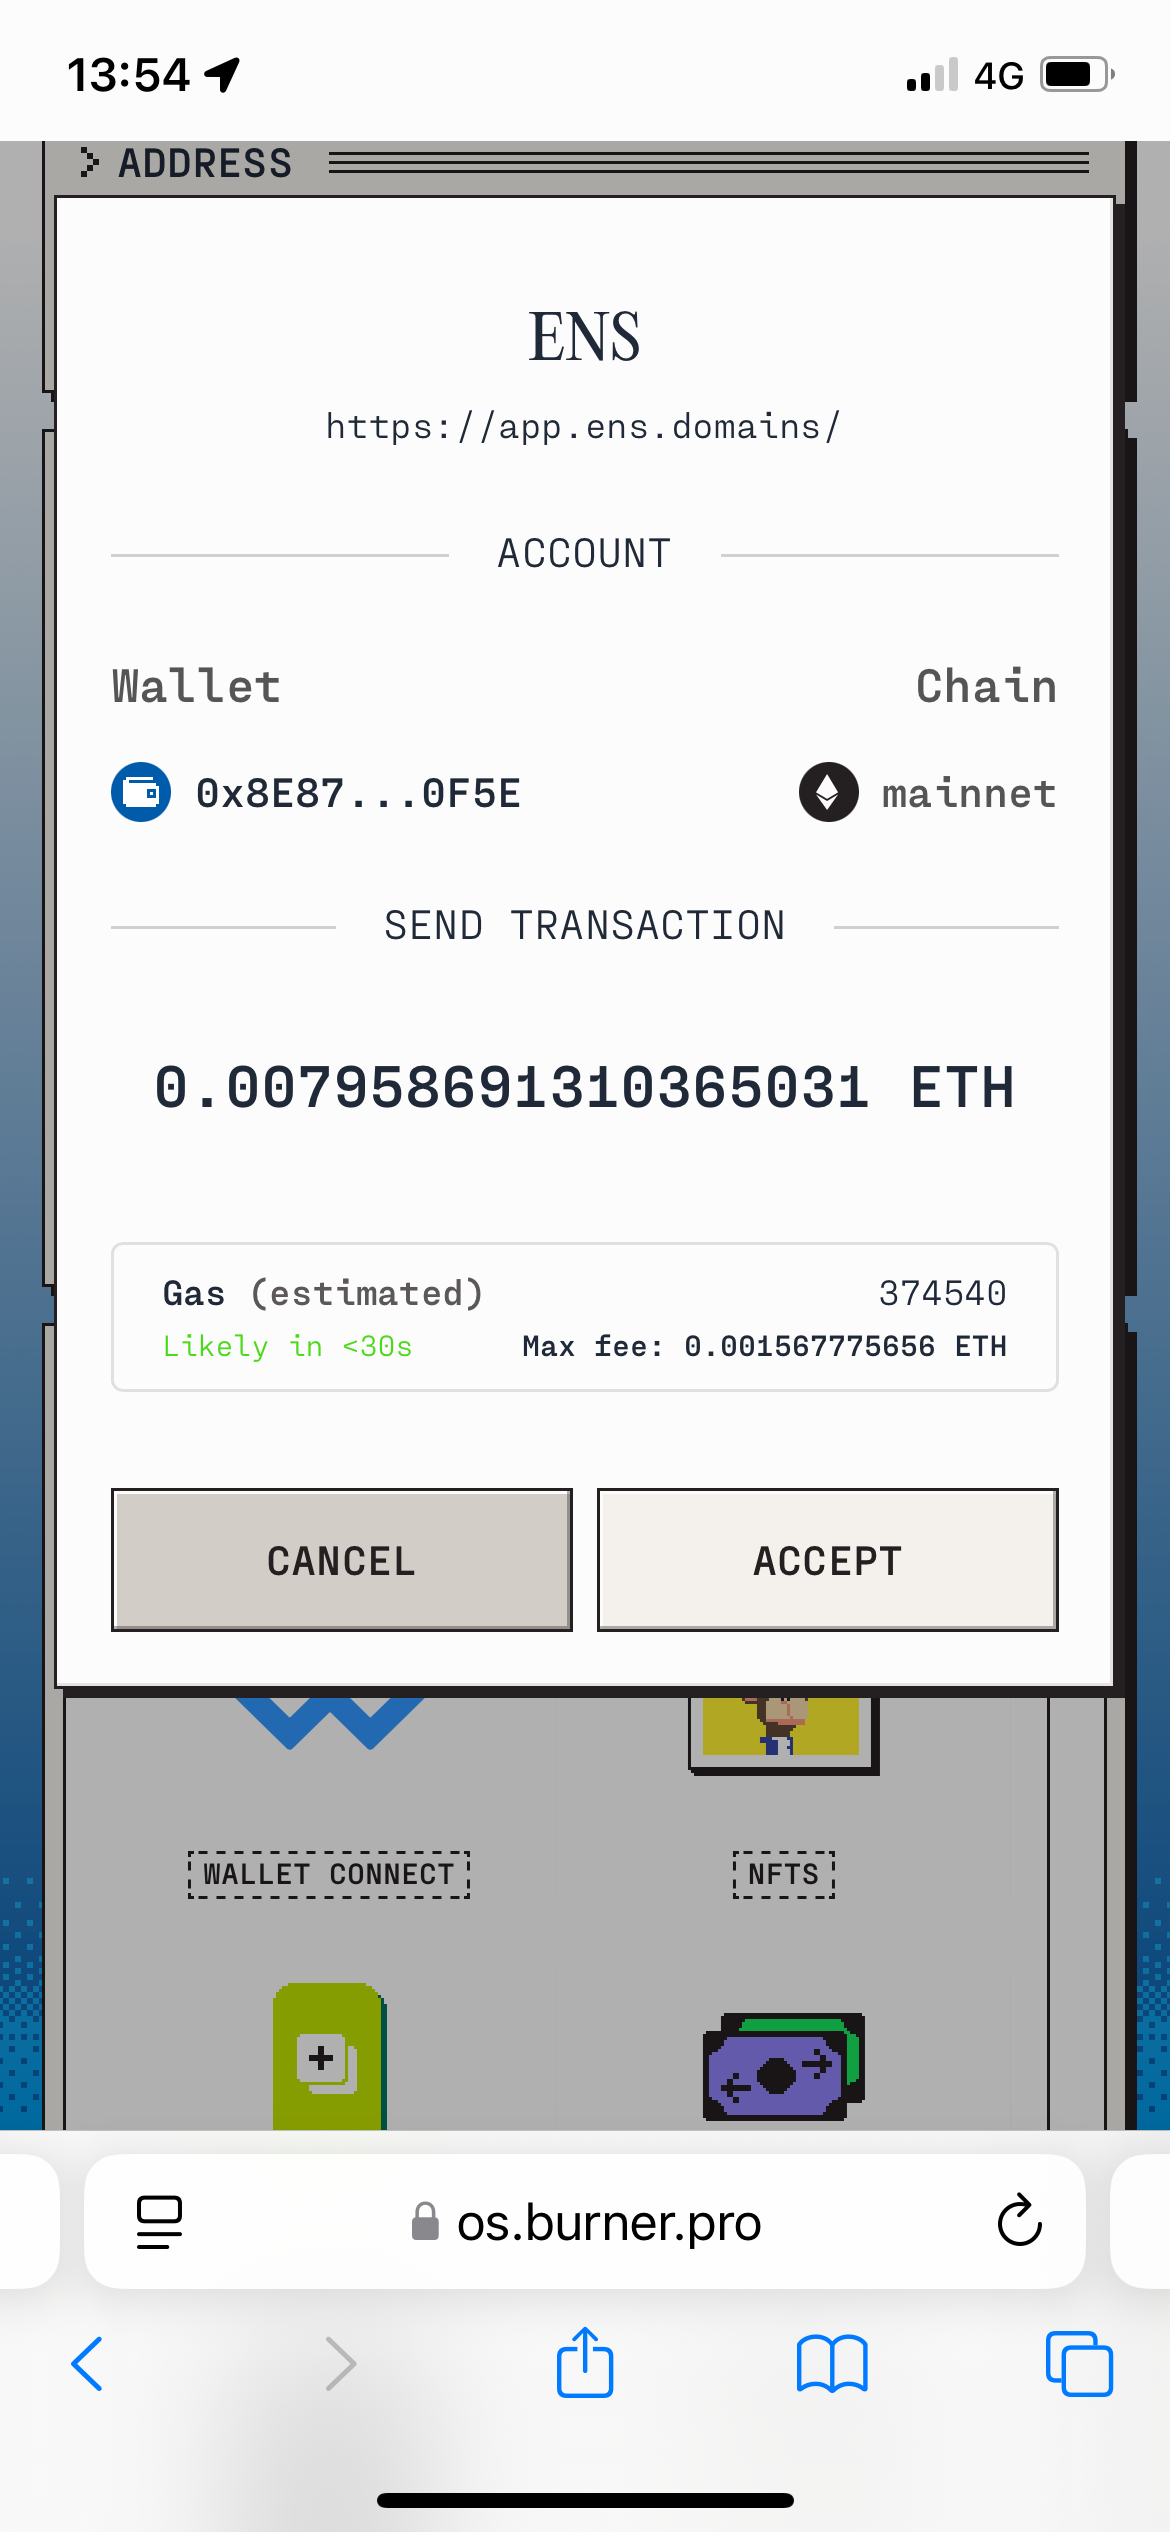 13:54
4G
ADDRESS
ENS
https://app.ens.domains/
ACCOUNT
Wallet Chain
0x8E87...0F5E mainnet
SEND TRANSACTION
0.007958691310365031 ETH
Gas (estimated) 374540
Likely in <30s Max fee: 0.001567775656 ETH
CANCEL ACCEPT
WALLET CONNECT NFTS
os.burner.pro